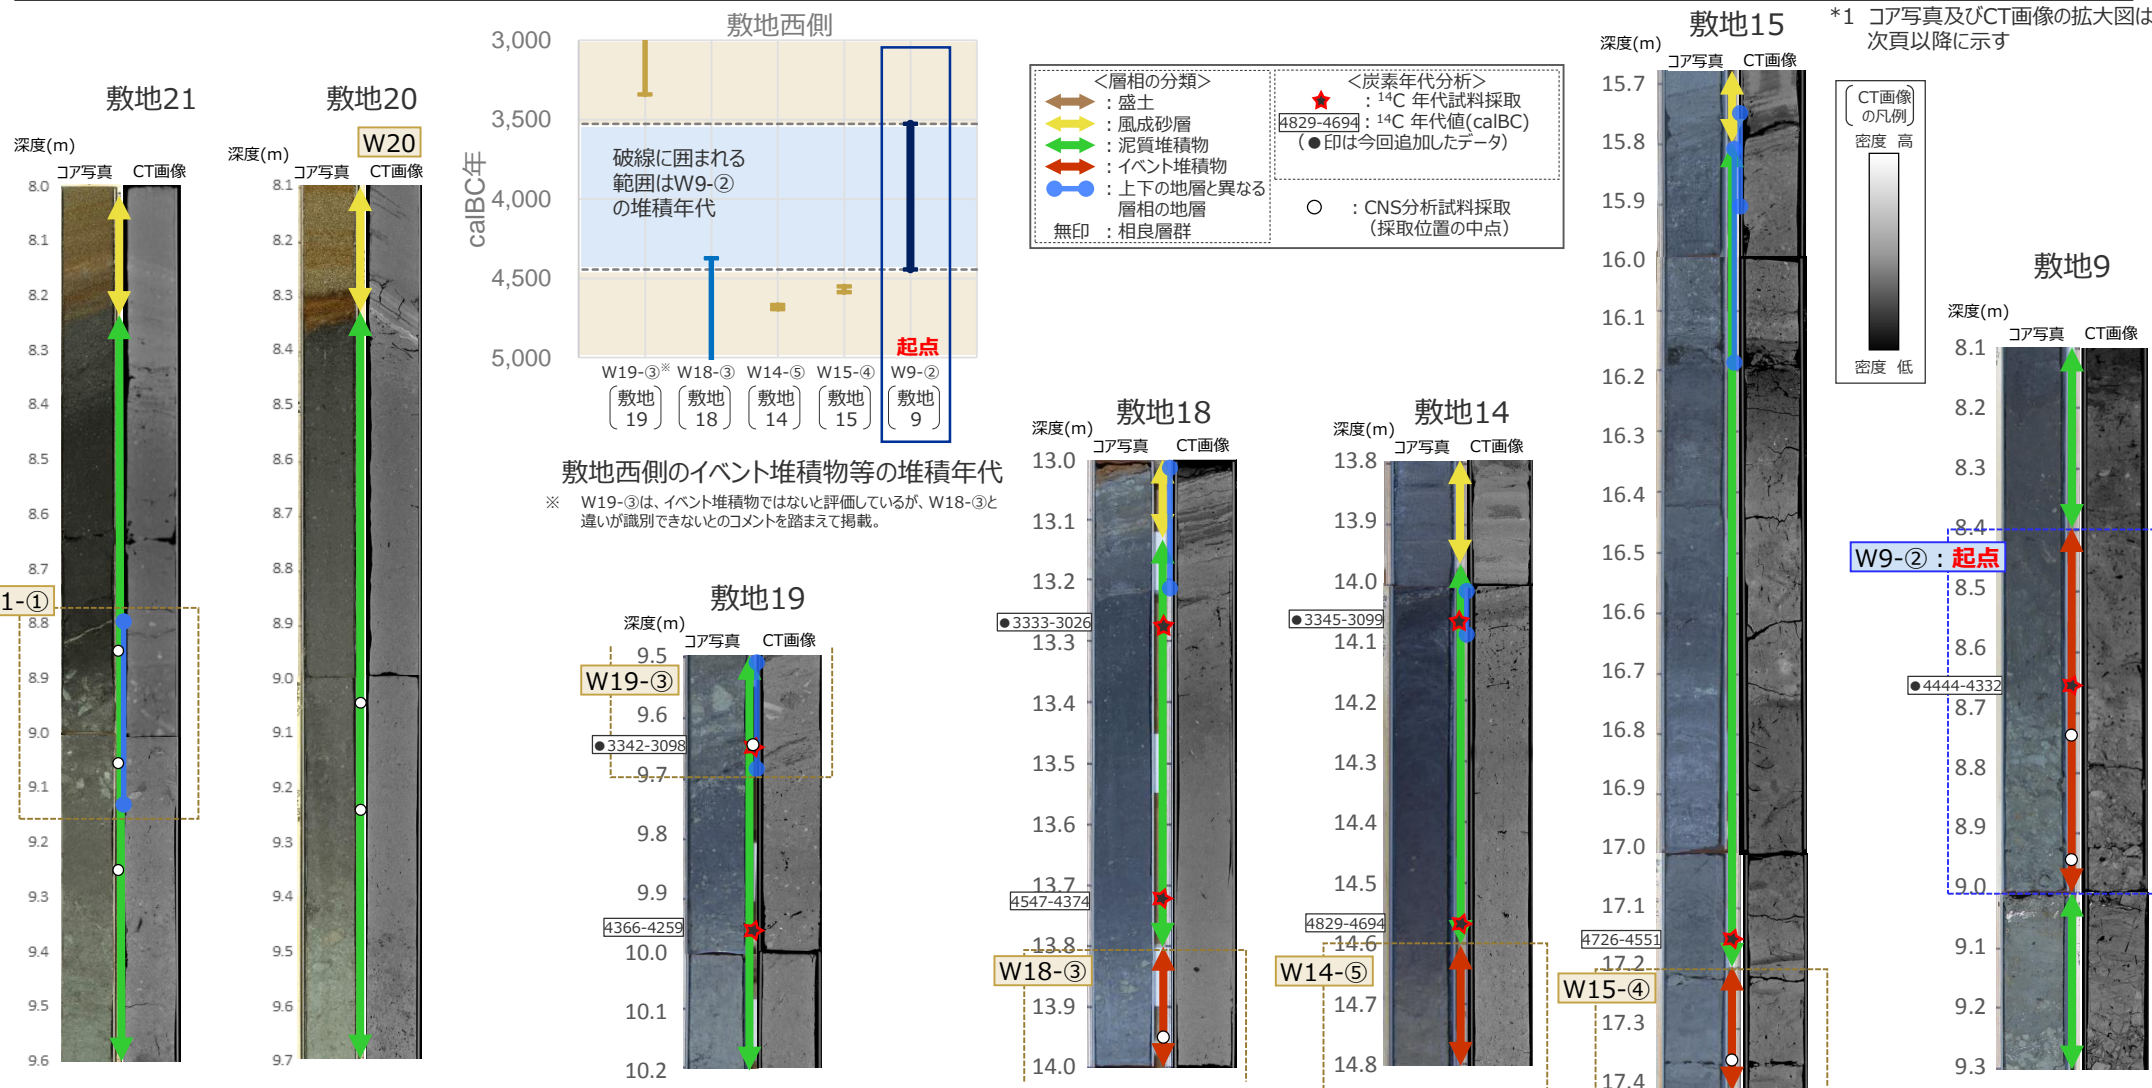 敷地西側
3,000
3,500
4,000
4,500
5,000
calBC年
破線に囲まれる
範囲はW9-②
の堆積年代
起点
W19-③※ W18-③ W14-⑤ W15-④ W9-②
敷地 敷地 敷地 敷地 敷地
19 18 14 15 9
敷地西側のイベント堆積物等の堆積年代
※ W19-③は、イベント堆積物ではないと評価しているが、W18-③と
違いが識別できないとのコメントを踏まえて掲載。
<層相の分類>
:盛土
:風成砂層
:泥質堆積物
:イベント堆積物
:上下の地層と異なる
層相の地層
無印 :相良層群
<炭素年代分析>
:14C 年代試料採取
4829-4694:14C 年代値(calBC)
(●印は今回追加したデータ)
:CNS分析試料採取
(採取位置の中点)
*1 コア写真及びCT画像の拡大図は
次頁以降に示す
CT画像
の凡例
密度 高
密度 低
敷地21
深度(m)
コア写真 CT画像
8.0
8.1
8.2
8.3
8.4
8.5
8.6
8.7
1-①
8.8
8.9
9.0
9.1
9.2
9.3
9.4
9.5
9.6
敷地20
W20
深度(m)
コア写真 CT画像
8.1
8.2
8.3
8.4
8.5
8.6
8.7
8.8
8.9
9.0
9.1
9.2
9.3
9.4
9.5
9.6
9.7
敷地19
深度(m)
コア写真 CT画像
9.5
W19-③
9.6
●3342-3098
9.7
9.8
9.9
4366-4259
10.0
10.1
10.2
敷地18
深度(m)
コア写真 CT画像
13.0
13.1
13.2
●3333-3026
13.3
13.4
13.5
13.6
13.7
4547-4374
13.8
W18-③
13.9
14.0
敷地14
深度(m)
コア写真 CT画像
13.8
13.9
14.0
●3345-3099
14.1
14.2
14.3
14.4
14.5
4829-4694
14.6
W14-⑤
14.7
14.8
敷地15
深度(m)
コア写真 CT画像
15.7
15.8
15.9
16.0
16.1
16.2
16.3
16.4
16.5
16.6
16.7
16.8
16.9
17.0
17.1
4726-4551
17.2
W15-④
17.3
17.4
敷地9
深度(m)
コア写真 CT画像
8.1
8.2
8.3
8.4
W9-②:起点
8.5
8.6
●4444-4332
8.7
8.8
8.9
9.0
9.1
9.2
9.3